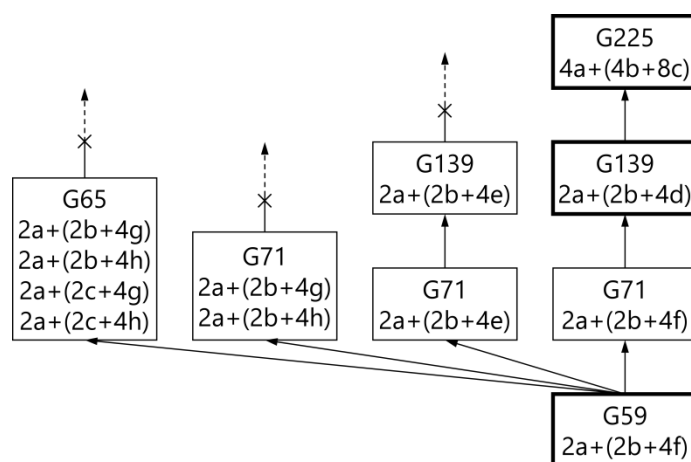 G225
4a+(4b+8c)
G139
2a+(2b+4e)
G139
2a+(2b+4d)
G65
2a+(2b+4g)
2a+(2b+4h)
2a+(2c+4g)
2a+(2c+4h)
G71
2a+(2b+4g)
2a+(2b+4h)
G71
2a+(2b+4e)
G71
2a+(2b+4f)
G59
2a+(2b+4f)